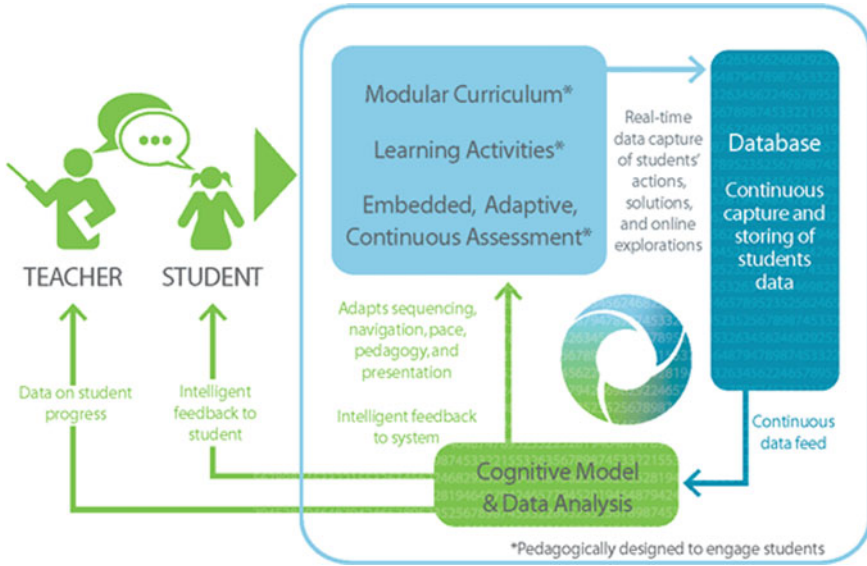 Modular Curriculum*
Learning Activities*
Embedded, Adaptive,
Continuous Assessment*
Real-time
data capture
of students'
actions,
solutions,
and online
explorations
Database
Continuous
capture and
storing of
students
data
TEACHER
STUDENT
Adapts sequencing,
navigation, pace,
pedagogy, and
presentation
Data on student
progress
Intelligent
feedback to
student
Intelligent feedback
to system
Continuous
data feed
Cognitive Model
& Data Analysis
*Pedagogically designed to engage students